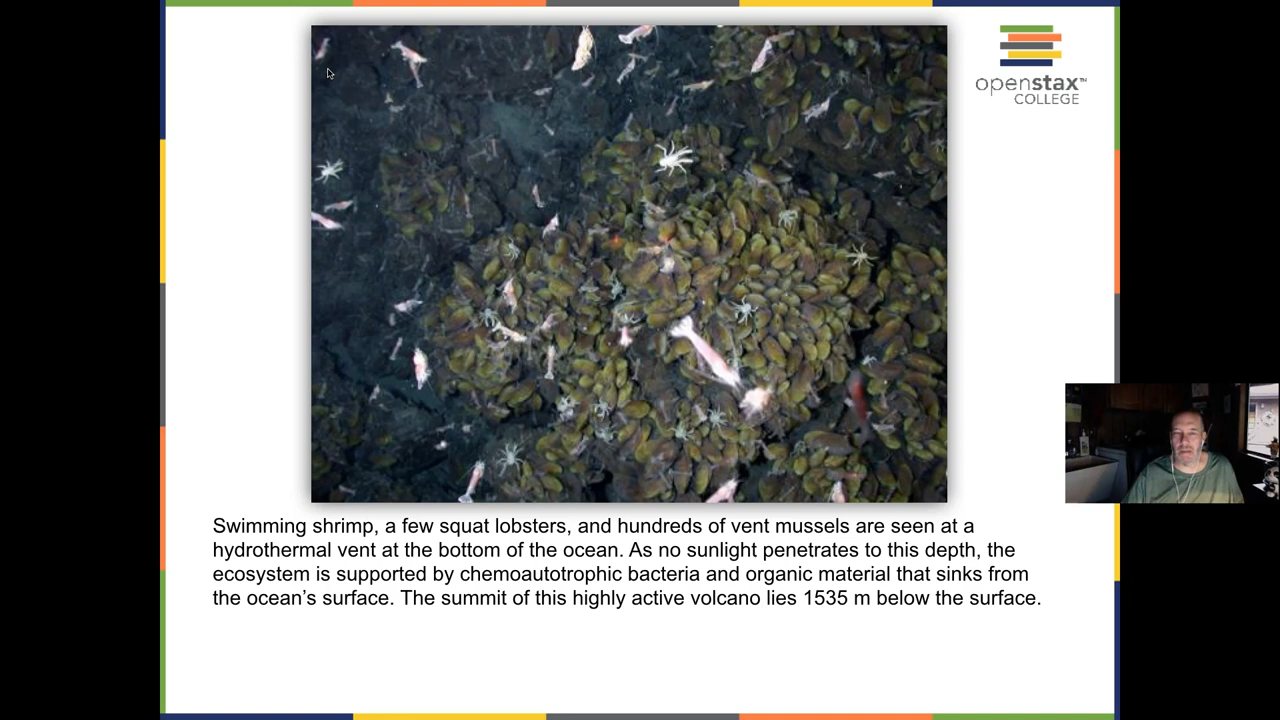 openstax™
COLLEGE
Swimming shrimp, a few squat lobsters, and hundreds of vent mussels are seen at a
hydrothermal vent at the bottom of the ocean. As no sunlight penetrates to this depth, the
ecosystem is supported by chemoautotrophic bacteria and organic material that sinks from
the ocean’s surface. The summit of this highly active volcano lies 1535 m below the surface.